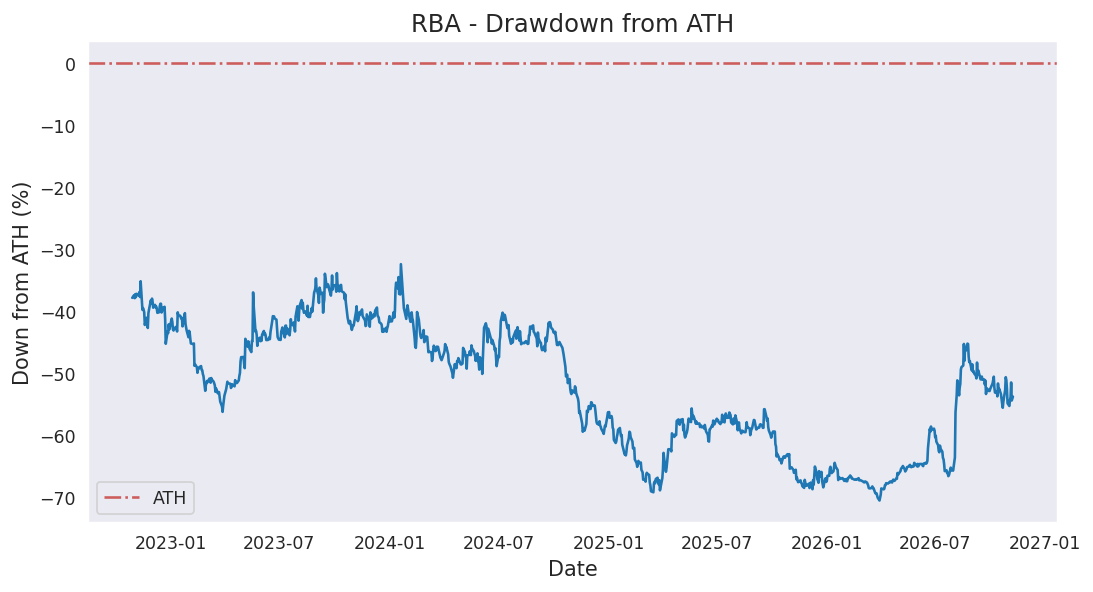 RBA - Drawdown from ATH
Down from ATH (%)
0
−10
−20
−30
−40
−50
−60
−70
ATH
2023-01 2023-07 2024-01 2024-07 2025-01 2025-07 2026-01 2026-07 2027-01
Date